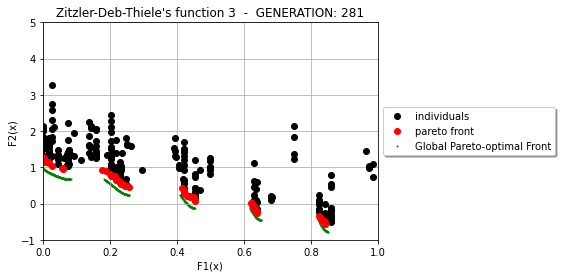 Zitzler-Deb-Thiele's function 3 - GENERATION: 281
5
4
3
2
1
0
−1
F2(x)
0.0 0.2 0.4 0.6 0.8 1.0
F1(x)
individuals
pareto front
Global Pareto-optimal Front